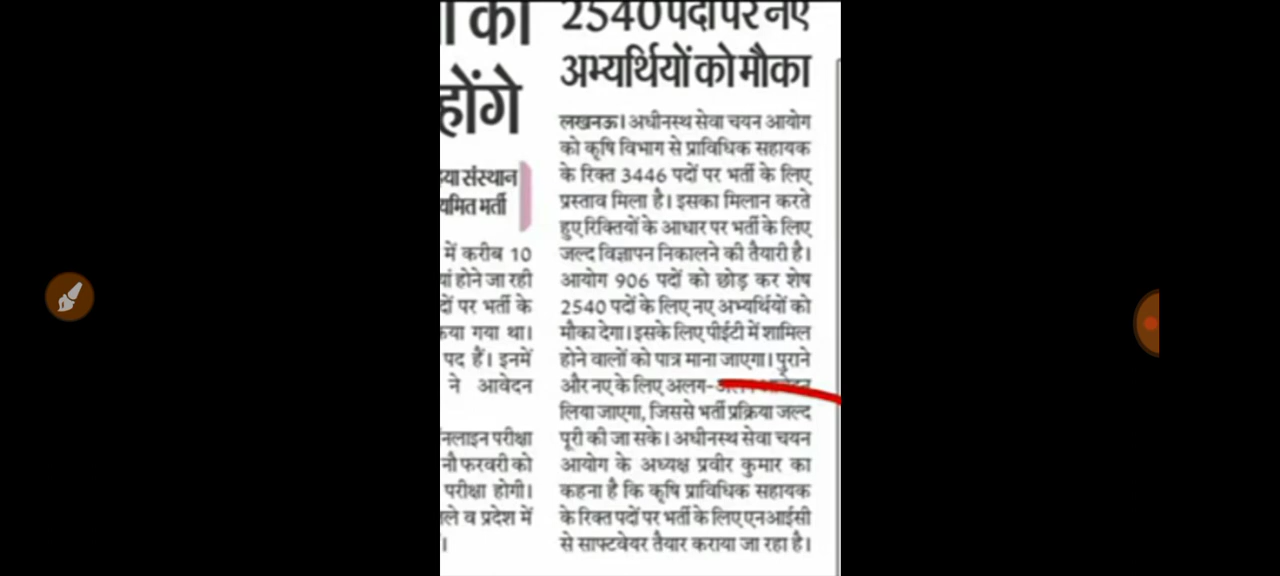 का
होंगे
संस्थान
भर्ती
में करीब 10
होने जा रही
पर भर्ती के
गया था।
पद हैं। इनमें
ने आवेदन
परीक्षा
नौ फरवरी को
परीक्षा होगी।
व प्रदेश में
2540 पदों पर नए
अभ्यर्थियों को मौका
लखनऊ। अधीनस्थ सेवा चयन आयोग
को कृषि विभाग से प्राविधिक सहायक
के रिक्त 3446 पदों पर भर्ती के लिए
प्रस्ताव मिला है। इसका मिलान करते
हुए रिक्तियों के आधार पर भर्ती के लिए
जल्द विज्ञापन निकालने की तैयारी है।
आयोग 906 पदों को छोड़ कर शेष
2540 पदों के लिए नए अभ्यर्थियों को
मौका देगा। इसके लिए पीईटी में शामिल
होने वालों को पात्र माना जाएगा। पुराने
और नए के लिए अलग-अलग आवेदन
लिया जाएगा, जिससे भर्ती प्रक्रिया जल्द
पूरी की जा सके। अधीनस्थ सेवा चयन
आयोग के अध्यक्ष प्रवीर कुमार का
कहना है कि कृषि प्राविधिक सहायक
के रिक्त पदों पर भर्ती के लिए एनआईसी
से साफ्टवेयर तैयार कराया जा रहा है।